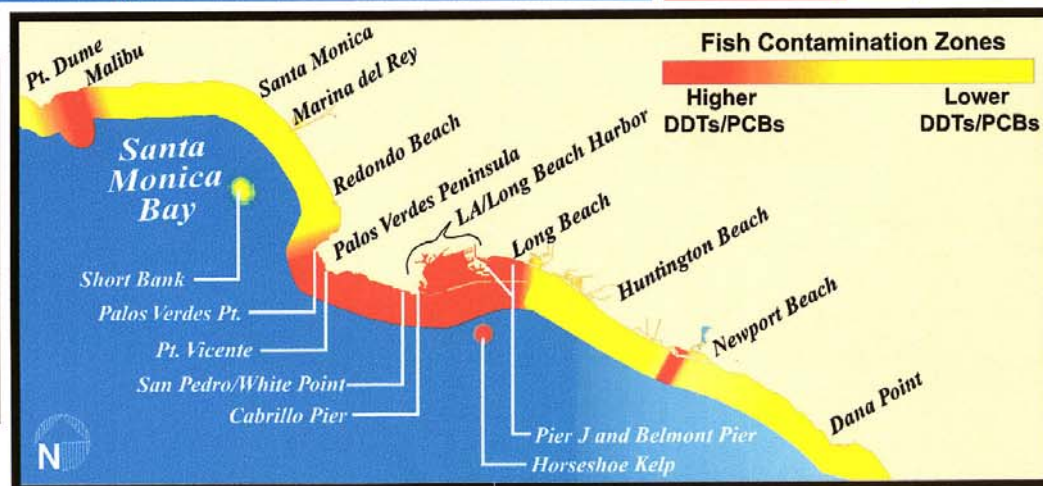 Fish Contamination Zones
Higher
DDTs/PCBs
Lower
DDTs/PCBs
Pt. Dume
Malibu
Santa Monica
Marina del Rey
Redondo Beach
Palos Verdes Peninsula
LA/Long Beach Harbor
Long Beach
Huntington Beach
Newport Beach
Dana Point
Santa
Monica
Bay
Short Bank
Palos Verdes Pt.
Pt. Vicente
San Pedro/White Point
Cabrillo Pier
Pier J and Belmont Pier
Horseshoe Kelp
N